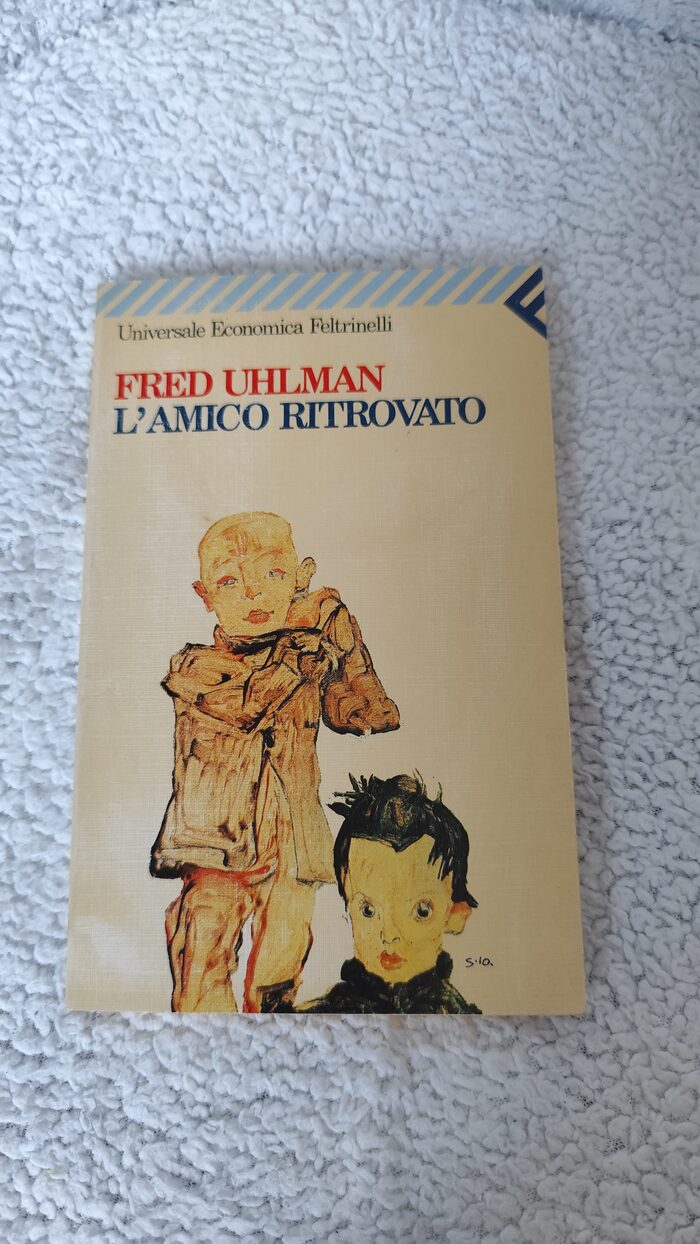 Universale Economica Feltrinelli
FRED UHLMAN
L'AMICO RITROVATO
S.10.